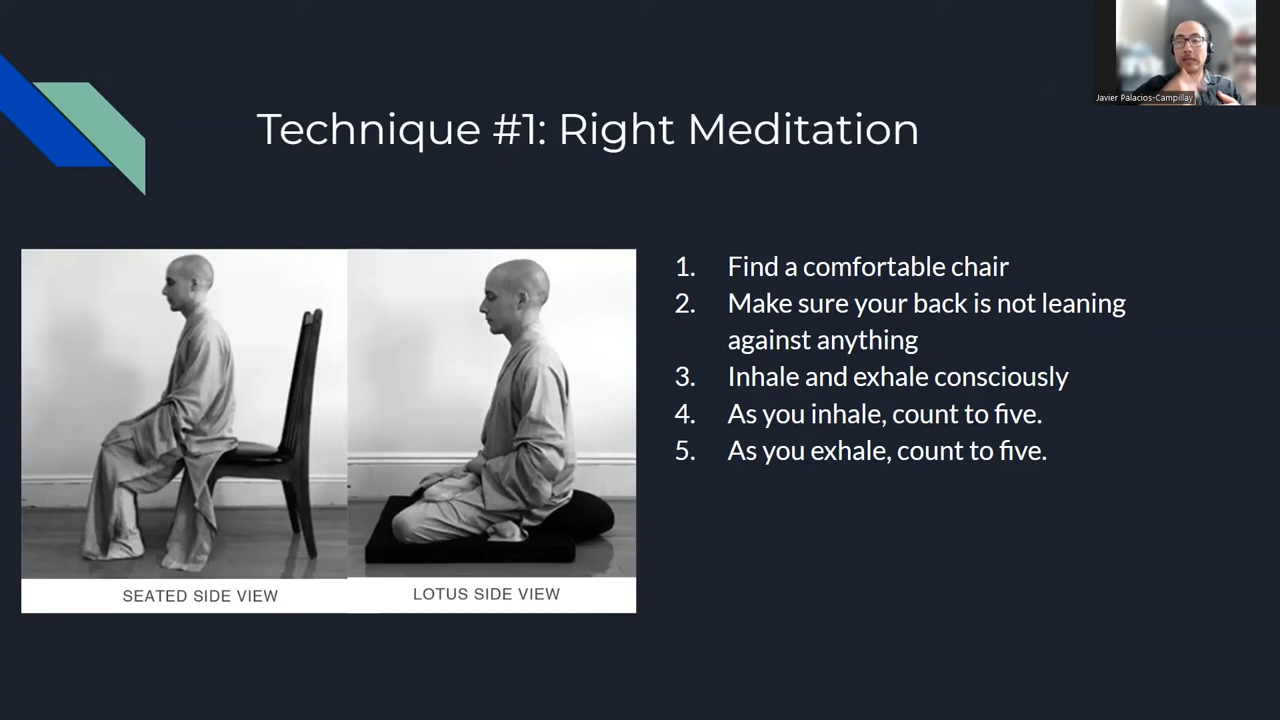 Javier Palacios-Campillay
Technique #1: Right Meditation
1. Find a comfortable chair
2. Make sure your back is not leaning
against anything
3. Inhale and exhale consciously
4. As you inhale, count to five.
5. As you exhale, count to five.
SEATED SIDE VIEW
LOTUS SIDE VIEW